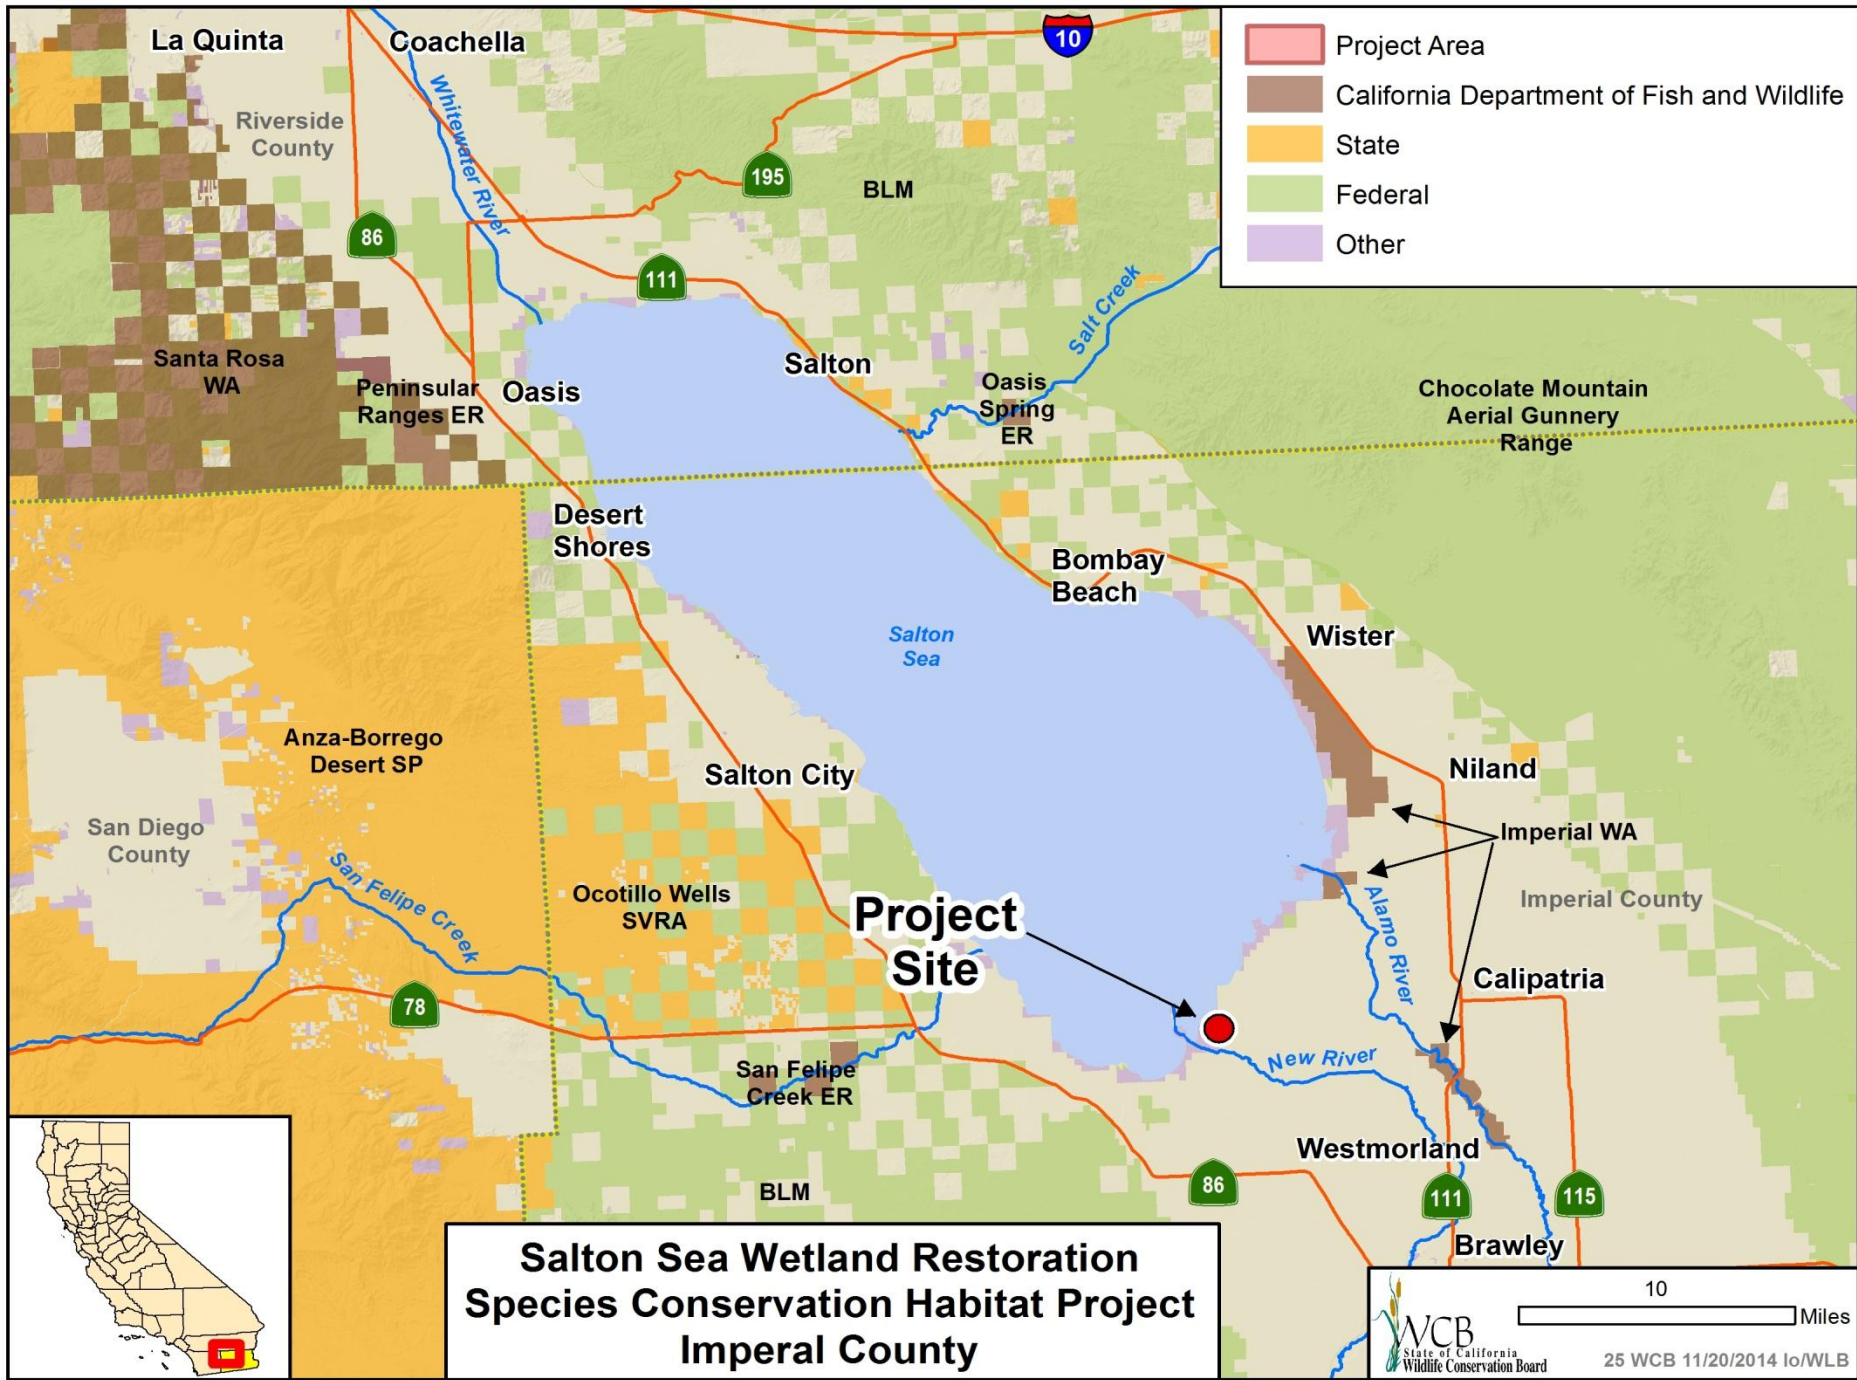 La Quinta
Coachella
10
Project Area
California Department of Fish and Wildlife
State
Federal
Other
Riverside
County
Whitewater River
195
BLM
86
111
Salt Creek
Santa Rosa
WA
Peninsular
Ranges ER
Oasis
Salton
Oasis
Spring
ER
Chocolate Mountain
Aerial Gunnery
Range
Desert
Shores
Bombay
Beach
Salton
Sea
Wister
Anza-Borrego
Desert SP
Salton City
Niland
San Diego
County
Imperial WA
San Felipe Creek
Ocotillo Wells
SVRA
Project
Site
Alamo River
Imperial County
78
Calipatria
San Felipe
Creek ER
New River
Westmorland
BLM
86
111
115
Brawley
Salton Sea Wetland Restoration
Species Conservation Habitat Project
Imperal County
WCB
State of California
Wildlife Conservation Board
10
Miles
25 WCB 11/20/2014 lo/WLB